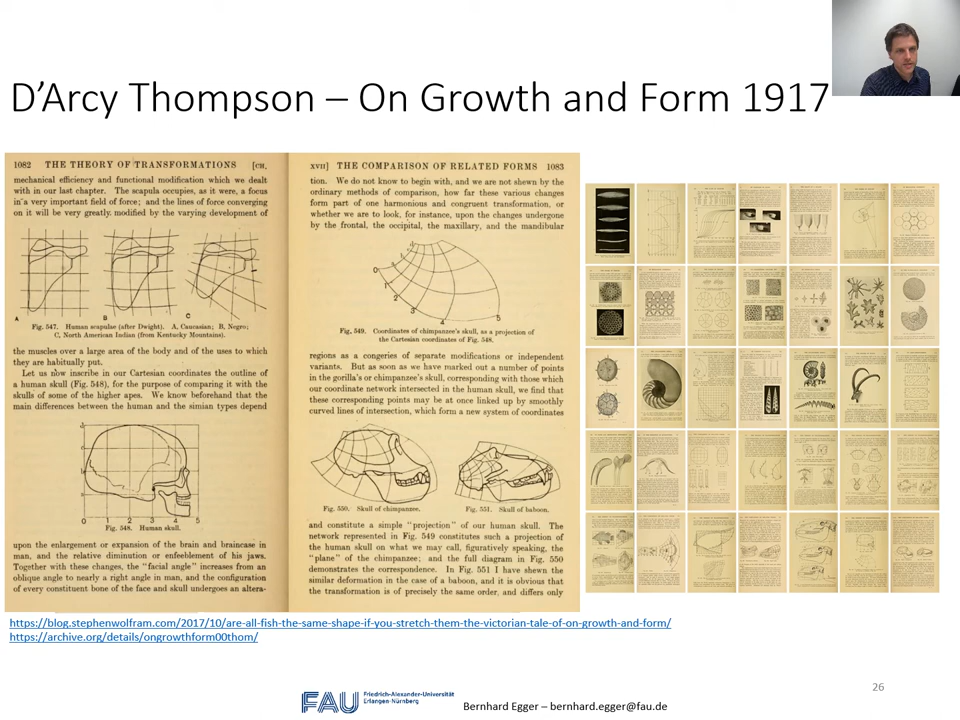 D'Arcy Thompson – On Growth and Form 1917
1082 THE THEORY OF TRANSFORMATIONS [CH.
mechanical efficiency and functional modification which we dealt
with in our last chapter. The scapula occupies, as it were, a focus
in a very important field of force; and the lines of force converging
on it will be very greatly modified by the varying development of
A
B
C
Fig. 547. Human scapulae (after Dwight). A, Caucasian; B, Negro;
C, North American Indian (from Kentucky Mountains).
the muscles over a large area of the body and of the uses to which
they are habitually put.
Let us now inscribe in our Cartesian coordinates the outline of
a human skull (Fig. 548), for the purpose of comparing it with the
skulls of some of the higher apes. We know beforehand that the
main differences between the human and the simian types depend
0 1 2 3 4 5
Fig. 548. Human skull.
upon the enlargement or expansion of the brain and braincase in
man, and the relative diminution or enfeeblement of his jaws.
Together with these changes, the "facial angle" increases from an
oblique angle to nearly a right angle in man, and the configuration
of every constituent bone of the face and skull undergoes an altera-
XVII] THE COMPARISON OF RELATED FORMS 1083
tion. We do not know to begin with, and we are not shewn by the
ordinary methods of comparison, how far these various changes
form part of one harmonious and congruent transformation, or
whether we are to look, for instance, upon the changes undergone
by the frontal, the occipital, the maxillary, and the mandibular
0
1
2
3
4
5
Fig. 549. Coordinates of chimpanzee's skull, as a projection of
the Cartesian coordinates of Fig. 548.
regions as a congeries of separate modifications or independent
variants. But as soon as we have marked out a number of points
in the gorilla's or chimpanzee's skull, corresponding with those which
our coordinate network intersected in the human skull, we find that
these corresponding points may be at once linked up by smoothly
curved lines of intersection, which form a new system of coordinates
Fig. 550. Skull of chimpanzee.
Fig. 551. Skull of baboon.
and constitute a simple "projection" of our human skull. The
network represented in Fig. 549 constitutes such a projection of
the human skull on what we may call, figuratively speaking, the
"plane" of the chimpanzee; and the full diagram in Fig. 550
demonstrates the correspondence. In Fig. 551 I have shewn the
similar deformation in the case of a baboon, and it is obvious that
the transformation is of precisely the same order, and differs only
https://blog.stephenwolfram.com/2017/10/are-all-fish-the-same-shape-if-you-stretch-them-the-victorian-tale-of-on-growth-and-form/
https://archive.org/details/ongrowthform00thom/
26
FAU
Friedrich-Alexander-Universität
Erlangen-Nürnberg
Bernhard Egger – bernhard.egger@fau.de